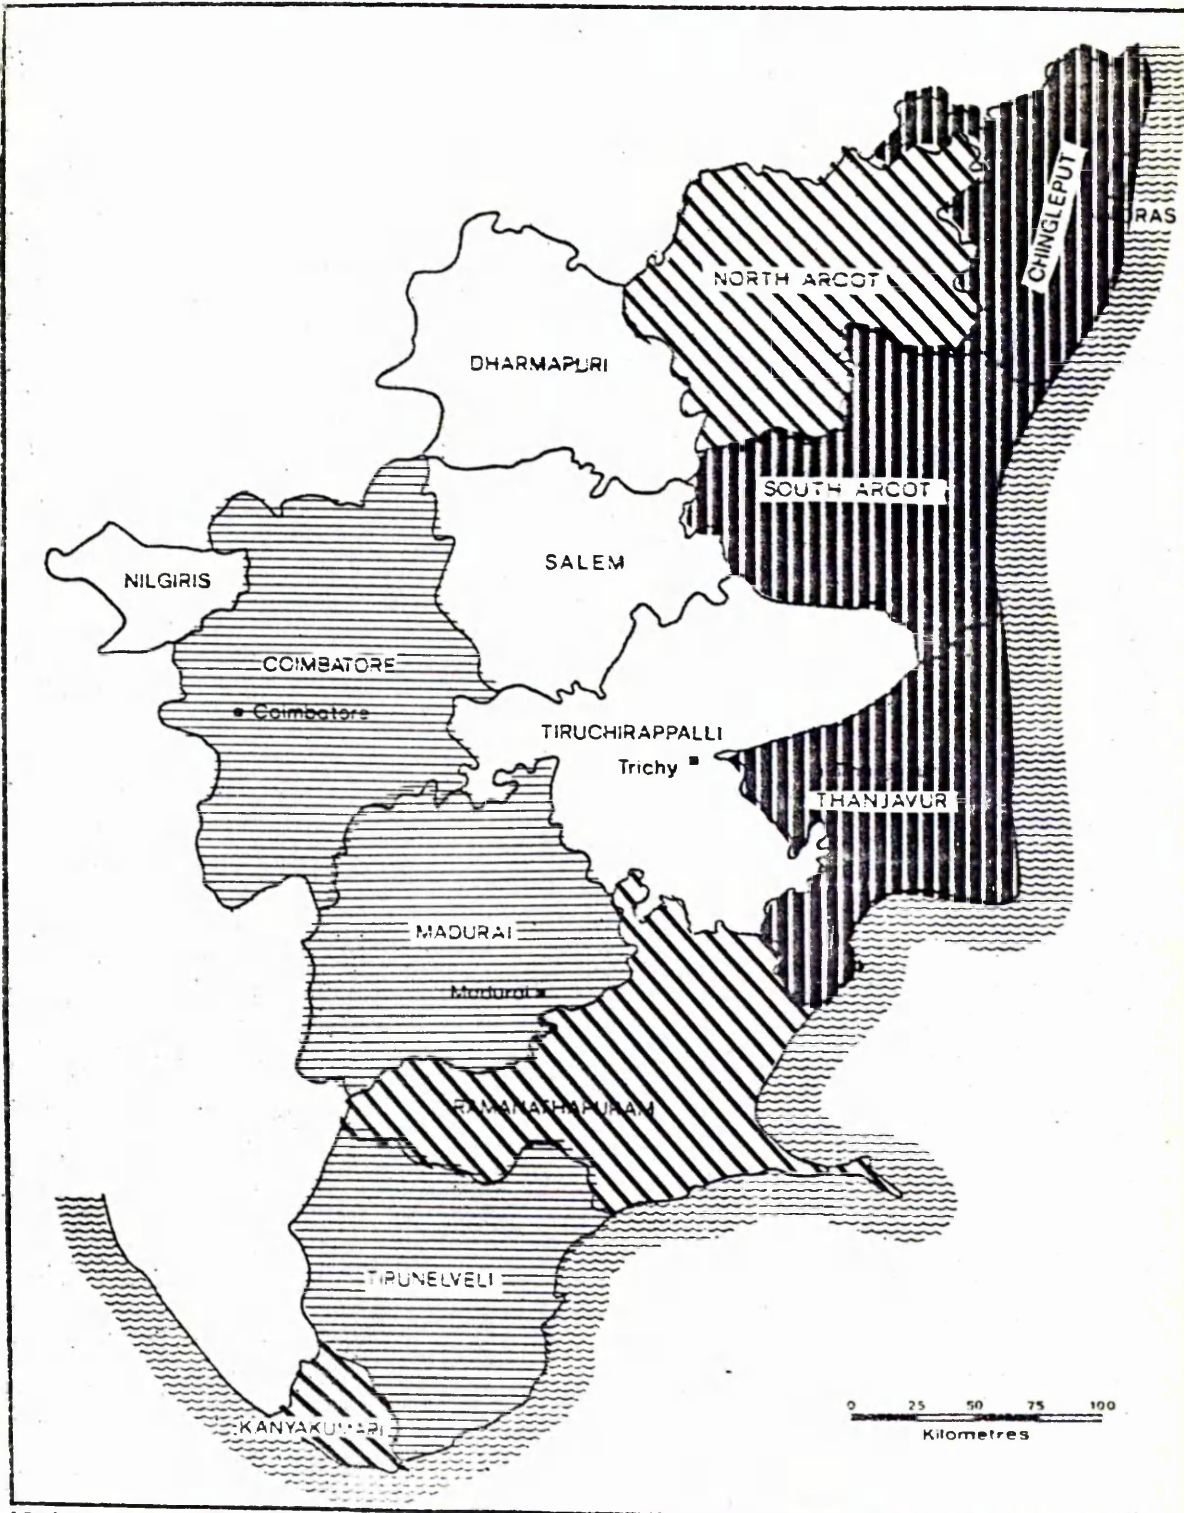 CHINGLEPUT
RAS
NORTH ARCOT
DHARMAPURI
SOUTH ARCOT
SALEM
NILGIRIS
COIMBATORE
Coimbatore
TIRUCHIRAPPALLI
Trichy
THANJAVUR
MADURAI
Madurai
RAMANATHAPURAM
TIRUNELVELI
KANYAKUMARI
0 25 50 75 100
Kilometres